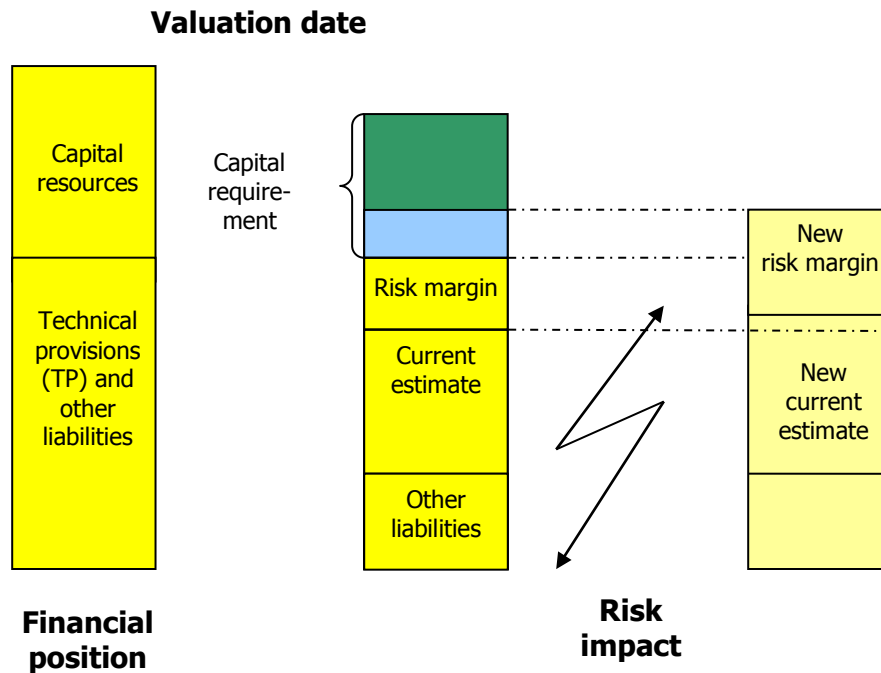 Valuation date
Capital
resources
Technical
provisions
(TP) and
other
liabilities
Capital
require-
ment
Risk margin
Current
estimate
Other
liabilities
New
risk margin
New
current
estimate
Financial
position
Risk
impact